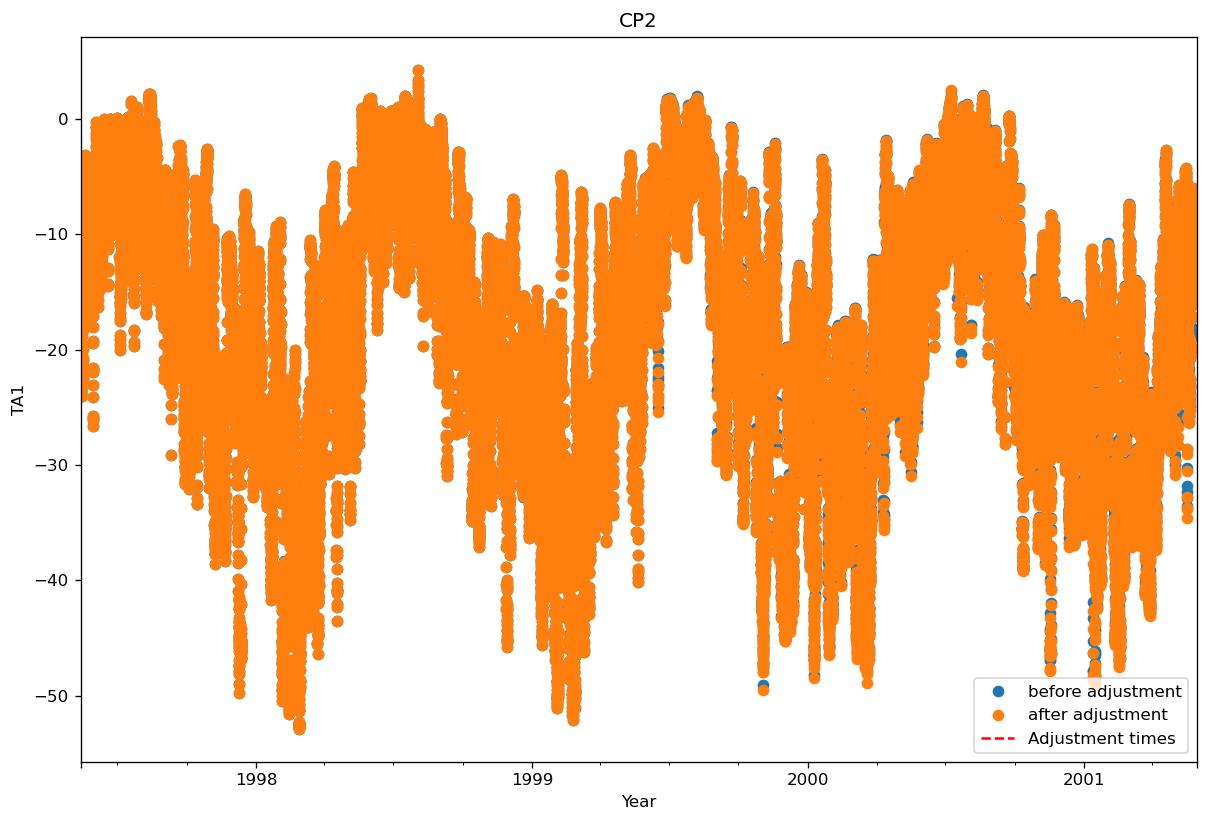 CP2
TA1
0
−10
−20
−30
−40
−50
before adjustment
after adjustment
Adjustment times
1998
1999
2000
2001
Year